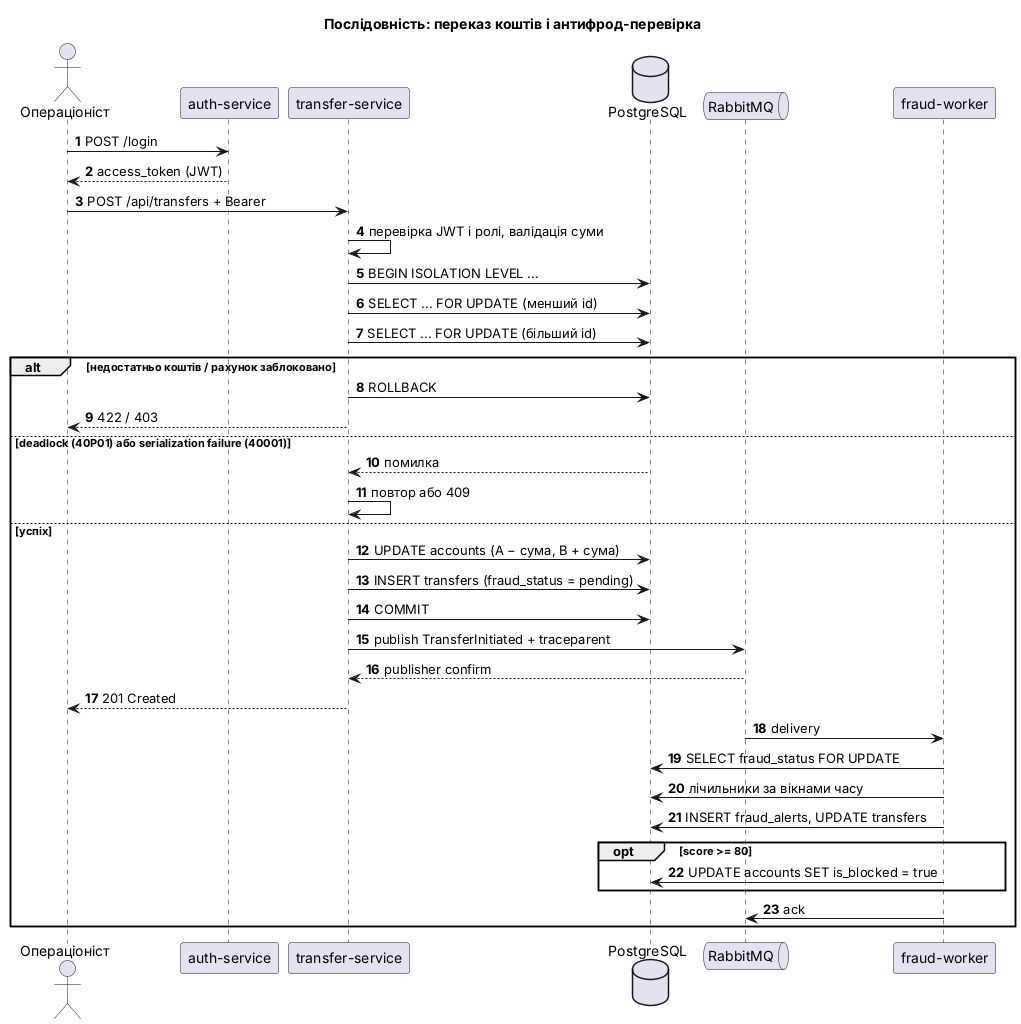 Послідовність: переказ коштів і антифрод-перевірка
Операціоніст
auth-service
transfer-service
PostgreSQL
RabbitMQ
fraud-worker
1 POST /login
2 access_token (JWT)
3 POST /api/transfers + Bearer
4 перевірка JWT і ролі, валідація суми
5 BEGIN ISOLATION LEVEL ...
6 SELECT ... FOR UPDATE (менший id)
7 SELECT ... FOR UPDATE (більший id)
alt [недостатньо коштів / рахунок заблоковано]
8 ROLLBACK
9 422 / 403
[deadlock (40P01) або serialization failure (40001)]
10 помилка
11 повтор або 409
[успіх]
12 UPDATE accounts (A − сума, B + сума)
13 INSERT transfers (fraud_status = pending)
14 COMMIT
15 publish TransferInitiated + traceparent
16 publisher confirm
17 201 Created
18 delivery
19 SELECT fraud_status FOR UPDATE
20 лічильники за вікнами часу
21 INSERT fraud_alerts, UPDATE transfers
opt [score >= 80]
22 UPDATE accounts SET is_blocked = true
23 ack
Операціоніст
auth-service
transfer-service
PostgreSQL
RabbitMQ
fraud-worker